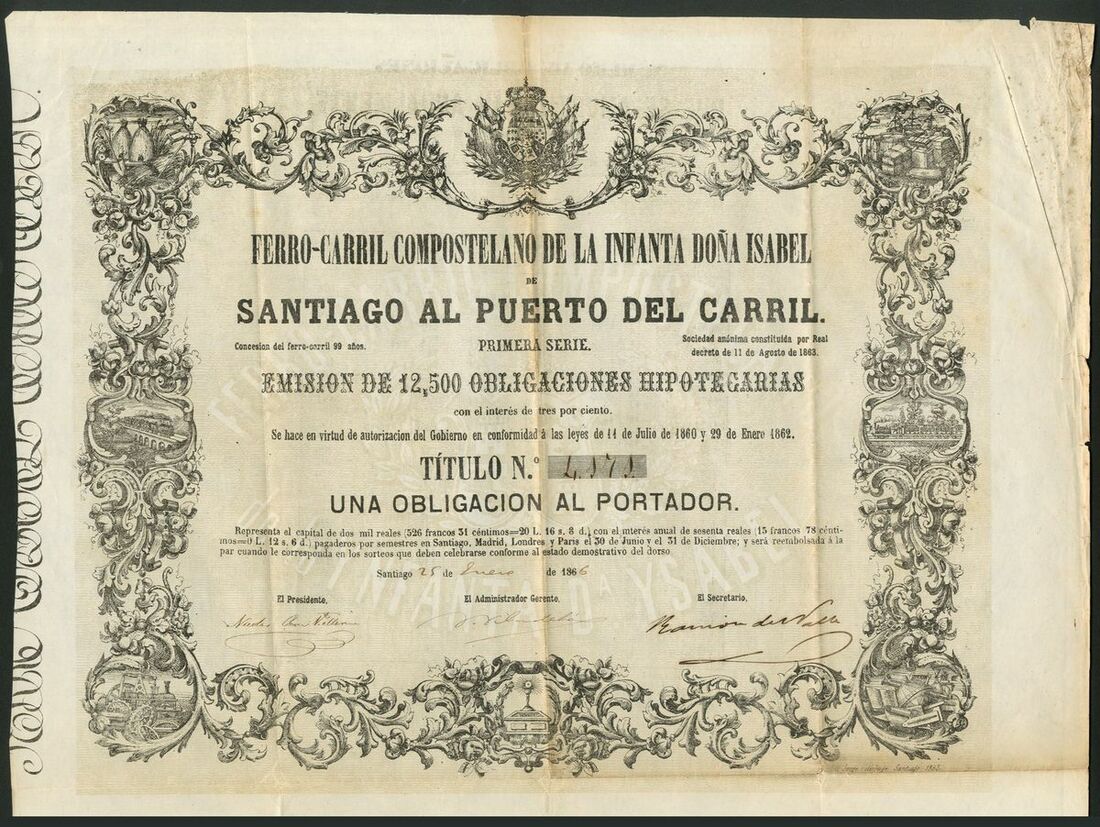 FERRO-CARRIL COMPOSTELANO DE LA INFANTA DOÑA ISABEL
DE
SANTIAGO AL PUERTO DEL CARRIL.
Concesion del ferro-carril 99 años.
PRIMERA SERIE.
Sociedad anónima constituida por Real
decreto de 11 de Agosto de 1863.
EMISION DE 12,500 OBLIGACIONES HIPOTECARIAS
con el interés de tres por ciento.
Se hace en virtud de autorizacion del Gobierno en conformidad á las leyes de 11 de Julio de 1860 y 29 de Enero 1862.
TÍTULO N.º 4171
UNA OBLIGACION AL PORTADOR.
Representa el capital de dos mil reales (526 francos 31 céntimos=20 L. 16 s. 8 d.) con el interés anual de sesenta reales (15 francos 78 cénti-
mos=0 L. 12 s. 6 d.) pagaderos por semestres en Santiago, Madrid, Londres y Paris el 30 de Junio y el 31 de Diciembre; y será reembolsada á la
par cuando le corresponda en los sorteos que deben celebrarse conforme al estado demostrativo del dorso
Santiago 25 de Enero de 1866
El Presidente.
El Administrador Gerente.
El Secretario.
Ramon del Valle